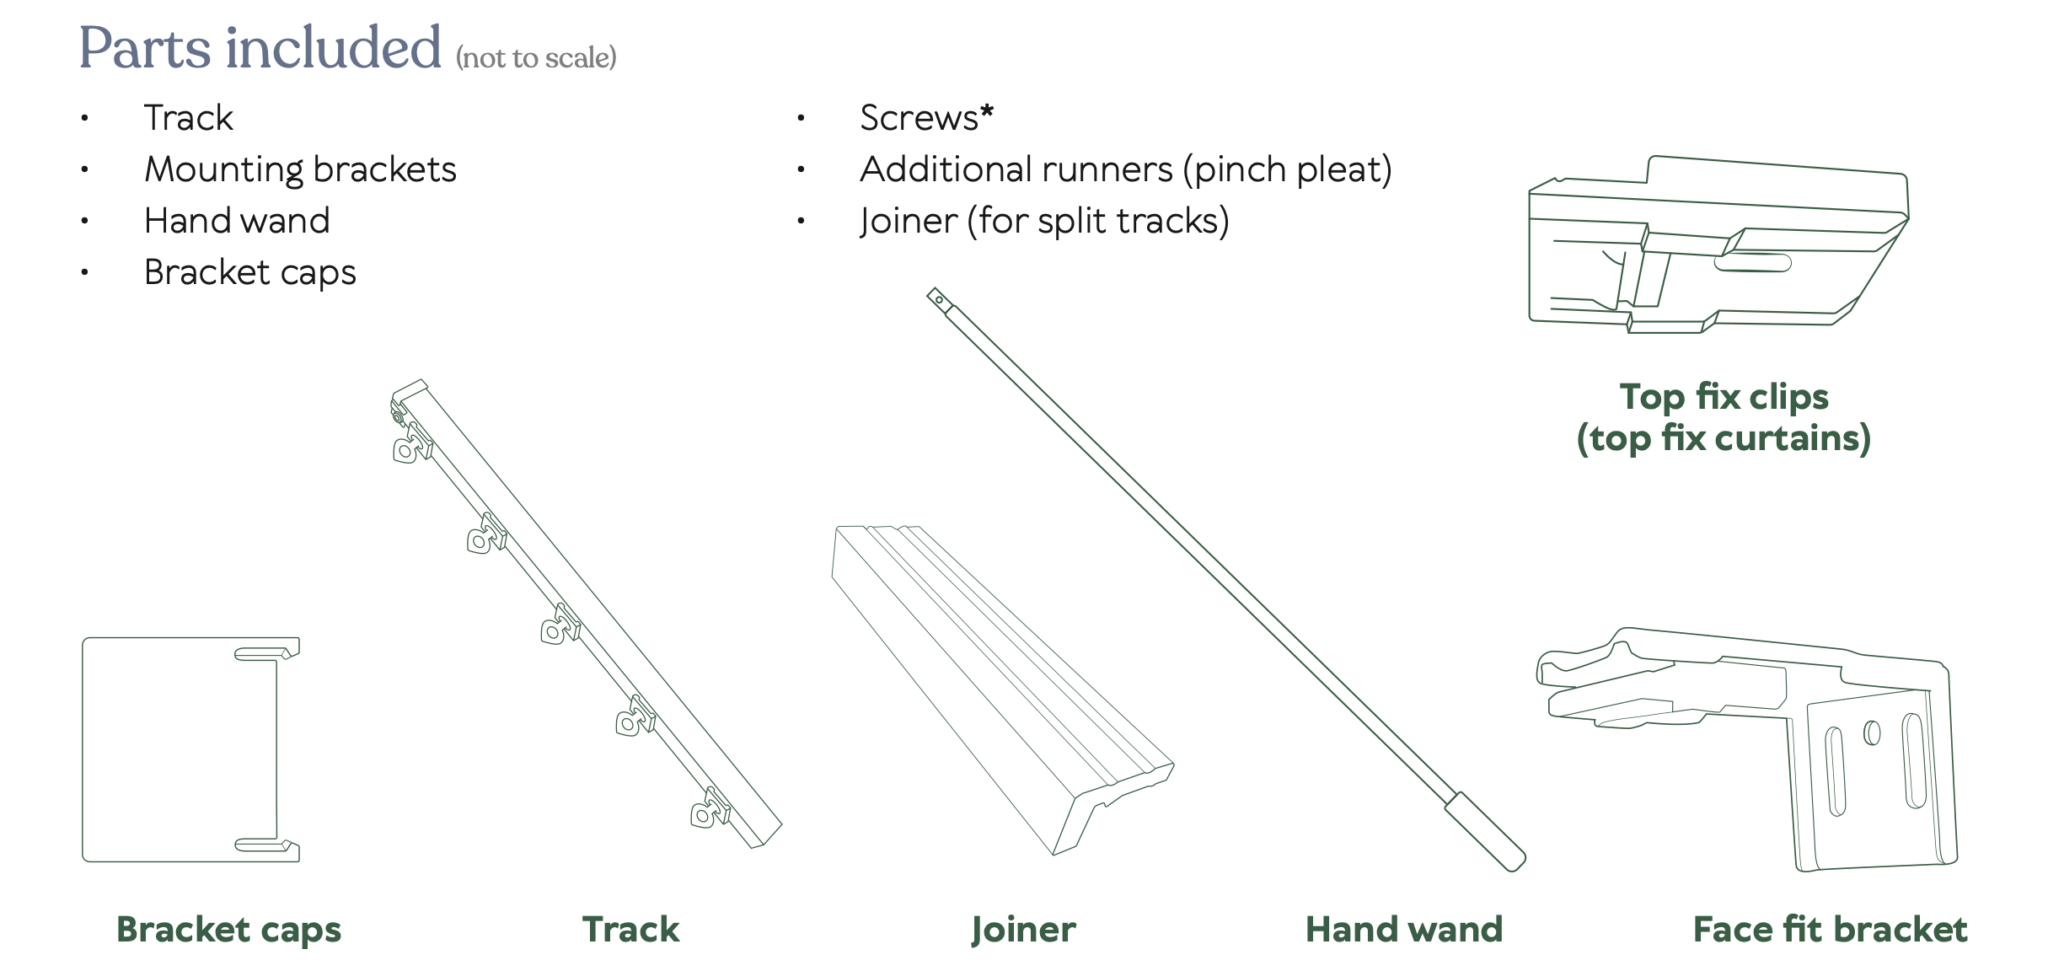 Parts included (not to scale)
• Track
• Mounting brackets
• Hand wand
• Bracket caps
• Screws*
• Additional runners (pinch pleat)
• Joiner (for split tracks)
Top fix clips
(top fix curtains)
Bracket caps
Track
Joiner
Hand wand
Face fit bracket